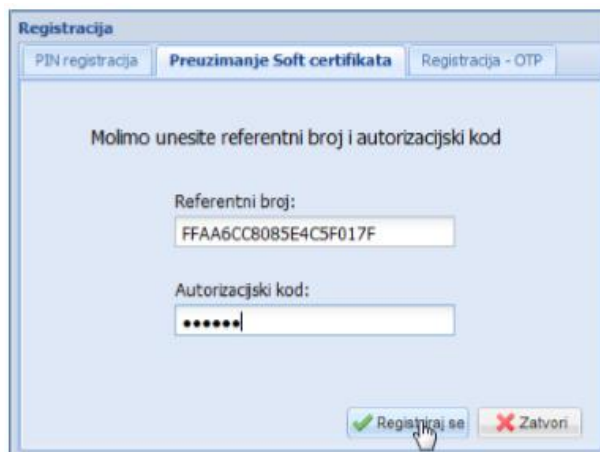 Registracija
PIN registracija Preuzimanje Soft certifikata Registracija - OTP
Molimo unesite referentni broj i autorizacijski kod
Referentni broj:
FFAA6CC8085E4C5F017F
Autorizacijski kod:
••••••
Registriraj se Zatvori